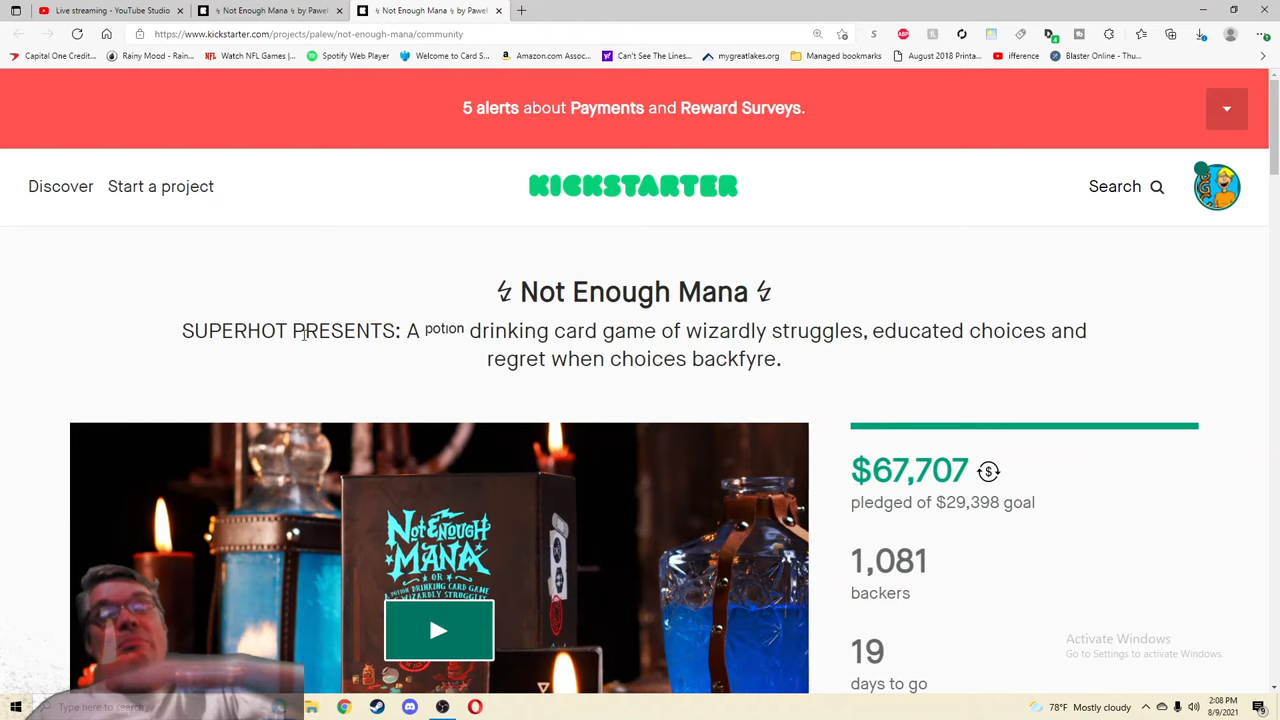 Live streaming - YouTube Studio
Not Enough Mana ϟ by Pawel
Not Enough Mana ϟ by Pawel
https://www.kickstarter.com/projects/palew/not-enough-mana/community
Capital One Credit... Rainy Mood - Rain... Watch NFL Games | ... Spotify Web Player Welcome to Card S... Amazon.com Assoc... Can't See The Lines... mygreatlakes.org Managed bookmarks August 2018 Printa... ifference Blaster Online - Thu...
5 alerts about Payments and Reward Surveys.
Discover Start a project KICKSTARTER Search
ϟ Not Enough Mana ϟ
SUPERHOT PRESENTS: A potion drinking card game of wizardly struggles, educated choices and
regret when choices backfyre.
$67,707
pledged of $29,398 goal
1,081
backers
19
days to go
NOT ENOUGH
MANA
OR
A POTION DRINKING CARD GAME
Activate Windows
Go to Settings to activate Windows.
Type here to search
78°F Mostly cloudy
2:08 PM
8/9/2021